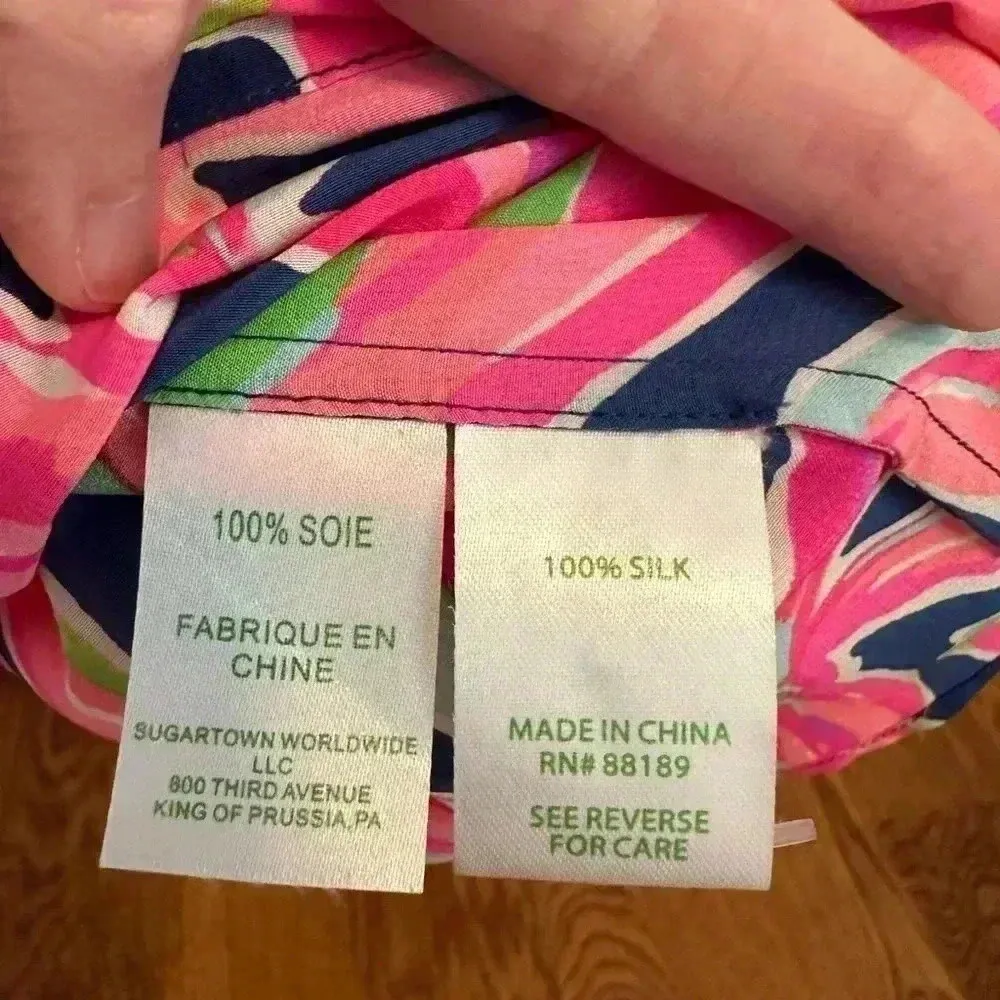 100% SOIE
FABRIQUE EN
CHINE
SUGARTOWN WORLDWIDE
LLC
800 THIRD AVENUE
KING OF PRUSSIA, PA
100% SILK
MADE IN CHINA
RN# 88189
SEE REVERSE
FOR CARE